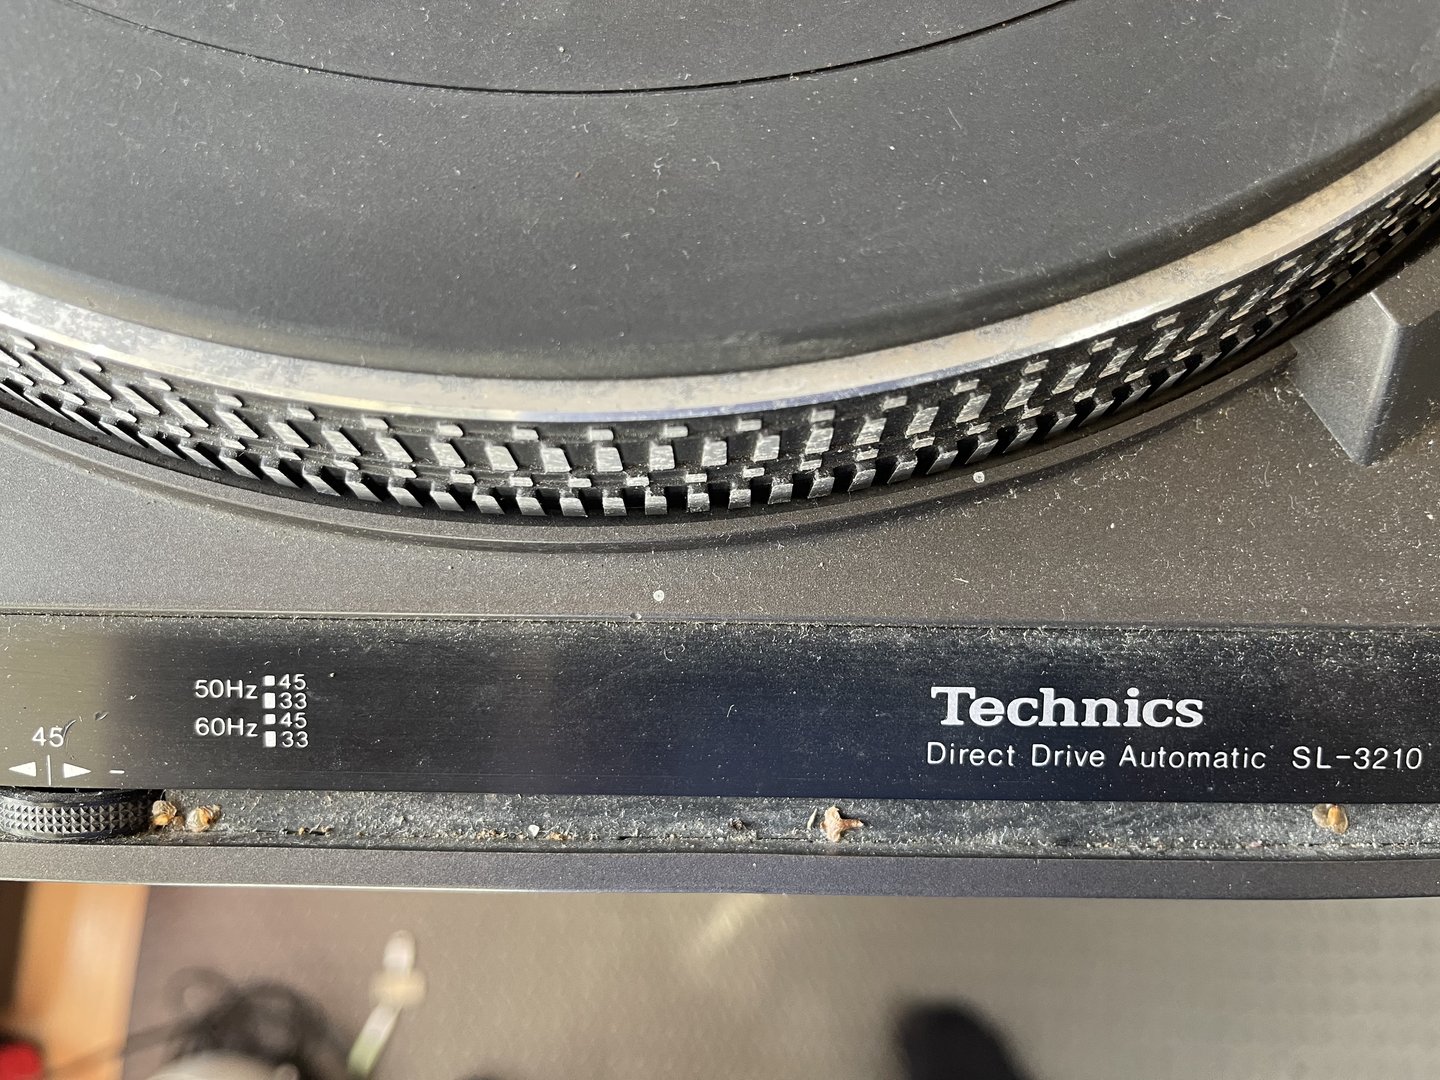 50Hz 45
33
60Hz 45
33
45
–
Technics
Direct Drive Automatic SL-3210